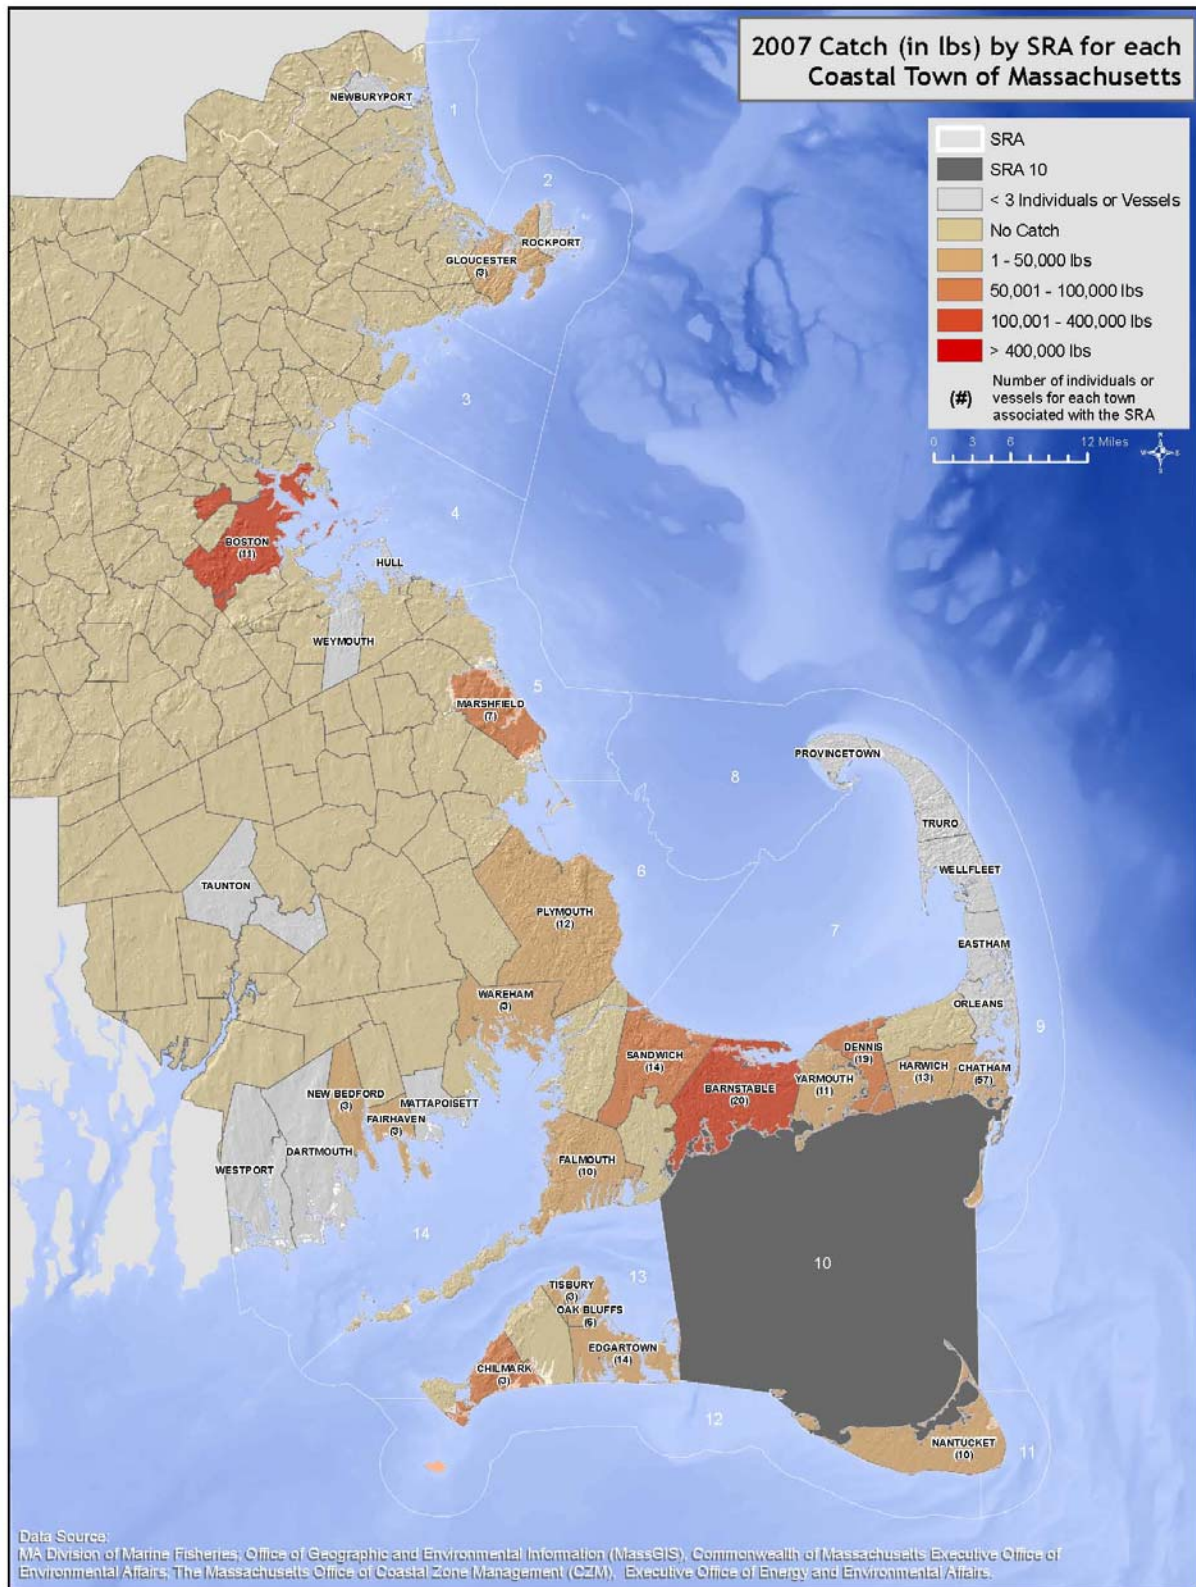 2007 Catch (in lbs) by SRA for each
Coastal Town of Massachusetts
SRA
SRA 10
< 3 Individuals or Vessels
No Catch
1 - 50,000 lbs
50,001 - 100,000 lbs
100,001 - 400,000 lbs
> 400,000 lbs
(#)
Number of individuals or
vessels for each town
associated with the SRA
0 3 6 12 Miles
N
W E
S
NEWBURYPORT
1
2
ROCKPORT
GLOUCESTER
(3)
3
4
BOSTON
(11)
HULL
WEYMOUTH
5
MARSHFIELD
(7)
PROVINCETOWN
8
TRURO
6
WELLFLEET
TAUNTON
PLYMOUTH
(12)
7
EASTHAM
WAREHAM
(3)
ORLEANS
9
SANDWICH
(14)
DENNIS
(19)
HARWICH
(13)
CHATHAM
(57)
BARNSTABLE
(20)
YARMOUTH
(11)
NEW BEDFORD
(3)
MATTAPOISETT
FAIRHAVEN
(3)
DARTMOUTH
WESTPORT
FALMOUTH
(10)
14
10
13
TISBURY
(3)
OAK BLUFFS
(6)
EDGARTOWN
(14)
CHILMARK
(3)
12
NANTUCKET
(10)
11
Data Source:
MA Division of Marine Fisheries, Office of Geographic and Environmental Information (MassGIS), Commonwealth of Massachusetts Executive Office of
Environmental Affairs, The Massachusetts Office of Coastal Zone Management (CZM), Executive Office of Energy and Environmental Affairs.